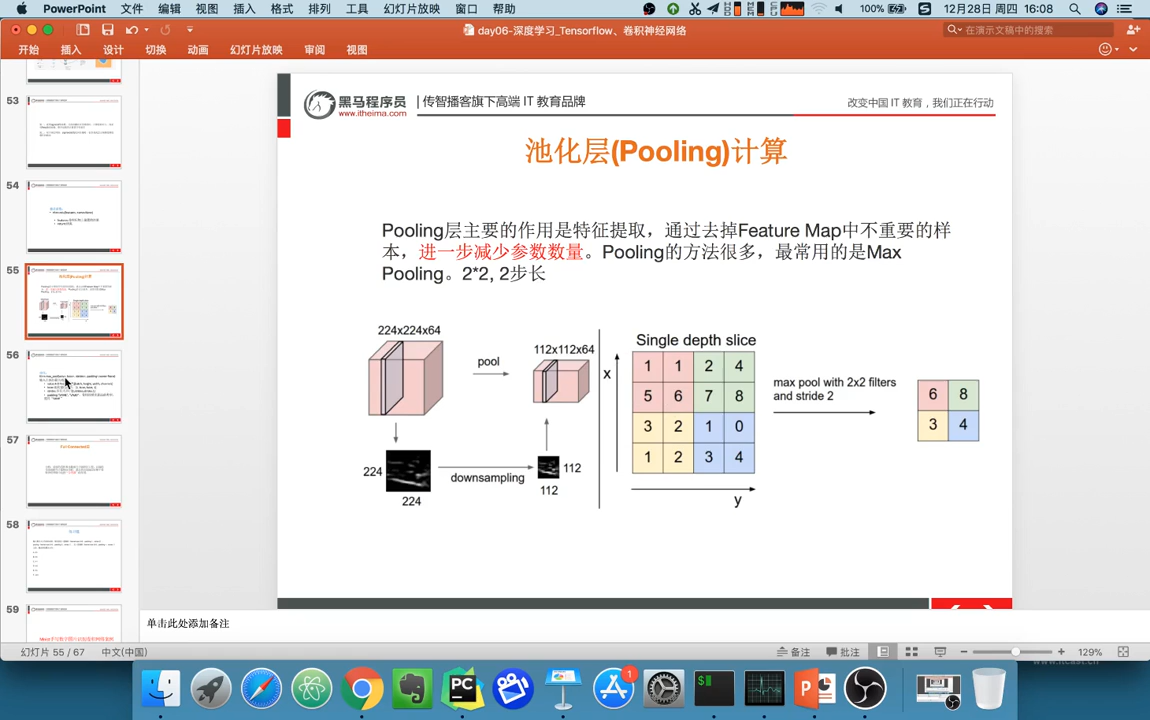 PowerPoint 文件 编辑 视图 插入 格式 排列 工具 幻灯片放映 窗口 帮助 100% 12月28日 周四 16:08
day06-深度学习_Tensorflow、卷积神经网络
在演示文稿中的搜索
开始 插入 设计 切换 动画 幻灯片放映 审阅 视图
53
54
55
56
57
58
59
黑马程序员
www.itheima.com
传智播客旗下高端 IT 教育品牌
改变中国 IT 教育，我们正在行动
池化层(Pooling)计算
Pooling层主要的作用是特征提取，通过去掉Feature Map中不重要的样
本，进一步减少参数数量。Pooling的方法很多，最常用的是Max
Pooling。2*2, 2步长
224x224x64
pool
112x112x64
224
224
downsampling
112
112
Single depth slice
x
1 1 2 4
5 6 7 8
3 2 1 0
1 2 3 4
y
max pool with 2x2 filters
and stride 2
6 8
3 4
单击此处添加备注
幻灯片 55 / 67 中文(中国)
备注 批注 129%
www.itcast.cn
PC
1
$
P